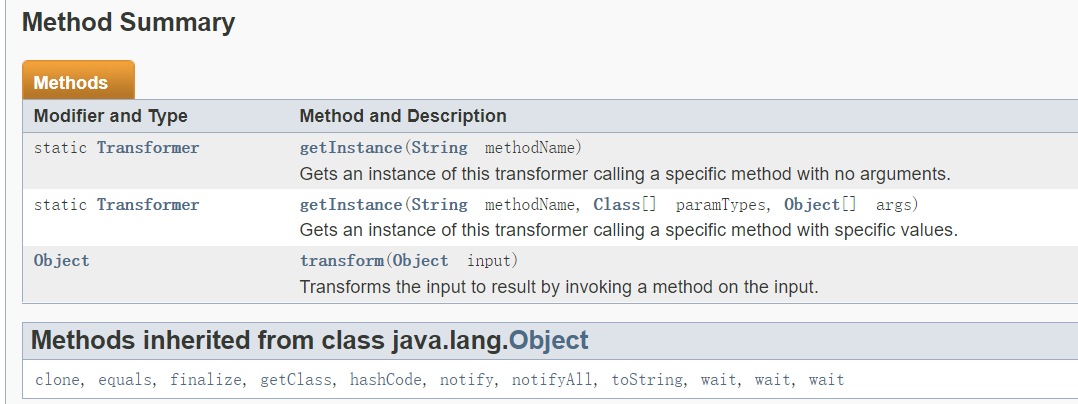 Method Summary
Methods
Modifier and Type Method and Description
static Transformer getInstance(String methodName)
Gets an instance of this transformer calling a specific method with no arguments.
static Transformer getInstance(String methodName, Class[] paramTypes, Object[] args)
Gets an instance of this transformer calling a specific method with specific values.
Object transform(Object input)
Transforms the input to result by invoking a method on the input.
Methods inherited from class java.lang.Object
clone, equals, finalize, getClass, hashCode, notify, notifyAll, toString, wait, wait, wait